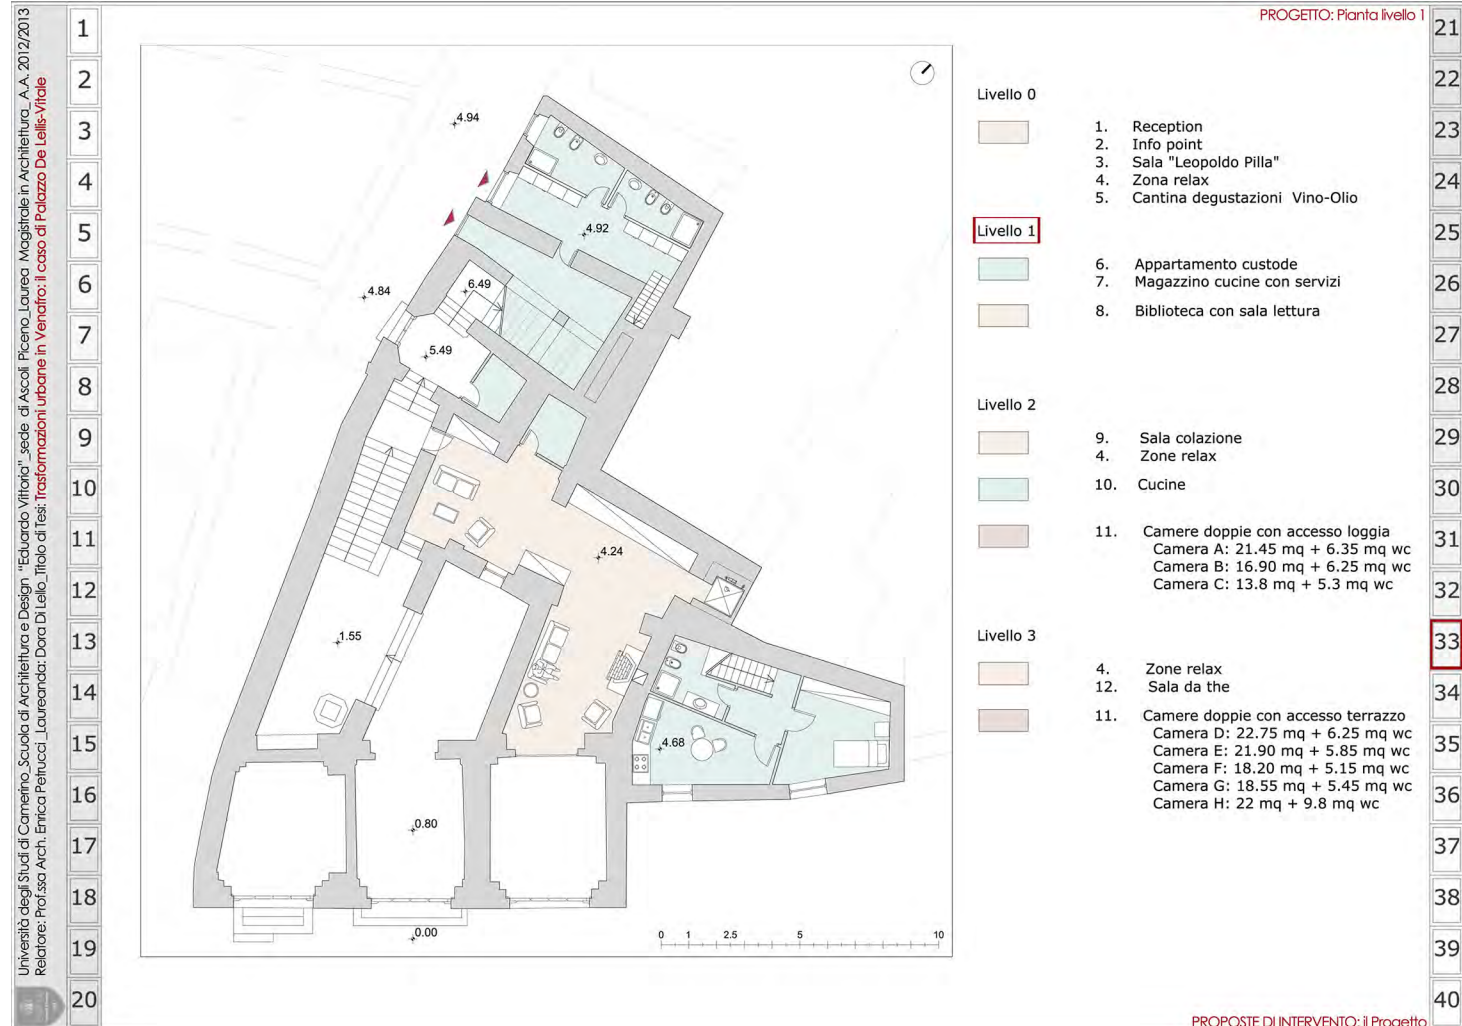 Università degli Studi di Camerino_Scuola di Architettura e Design "Eduardo Vittoria"_sede di Ascoli Piceno_Laurea Magistrale in Architettura_ A.A. 2012/2013
Relatore: Prof.ssa Arch. Enrica Petrucci_Laureanda: Dora Di Lello_Titolo di Tesi: Trasformazioni urbane in Venafro: il caso di Palazzo De Lellis-Vitale
1
2
3
4
5
6
7
8
9
10
11
12
13
14
15
16
17
18
19
20
4.94
4.92
4.84
6.49
5.49
4.24
1.55
4.68
0.80
0.00
0 1 2.5 5 10
PROGETTO: Pianta livello 1
Livello 0
1. Reception
2. Info point
3. Sala "Leopoldo Pilla"
4. Zona relax
5. Cantina degustazioni Vino-Olio
Livello 1
6. Appartamento custode
7. Magazzino cucine con servizi
8. Biblioteca con sala lettura
Livello 2
9. Sala colazione
4. Zone relax
10. Cucine
11. Camere doppie con accesso loggia
Camera A: 21.45 mq + 6.35 mq wc
Camera B: 16.90 mq + 6.25 mq wc
Camera C: 13.8 mq + 5.3 mq wc
Livello 3
4. Zone relax
12. Sala da the
11. Camere doppie con accesso terrazzo
Camera D: 22.75 mq + 6.25 mq wc
Camera E: 21.90 mq + 5.85 mq wc
Camera F: 18.20 mq + 5.15 mq wc
Camera G: 18.55 mq + 5.45 mq wc
Camera H: 22 mq + 9.8 mq wc
PROPOSTE DI INTERVENTO: il Progetto
21
22
23
24
25
26
27
28
29
30
31
32
33
34
35
36
37
38
39
40